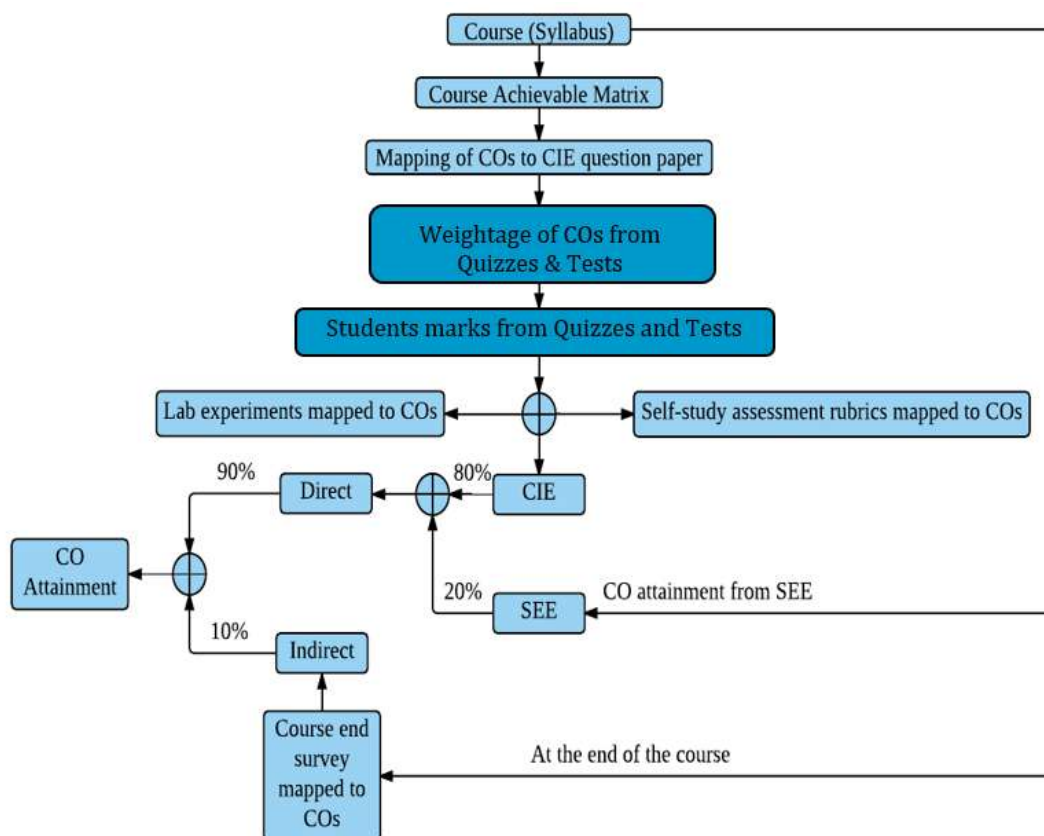 Course (Syllabus)
Course Achievable Matrix
Mapping of COs to CIE question paper
Weightage of COs from
Quizzes & Tests
Students marks from Quizzes and Tests
Lab experiments mapped to COs
Self-study assessment rubrics mapped to COs
90%
Direct
80%
CIE
CO
Attainment
20%
SEE
CO attainment from SEE
10%
Indirect
Course end
survey
mapped to
COs
At the end of the course